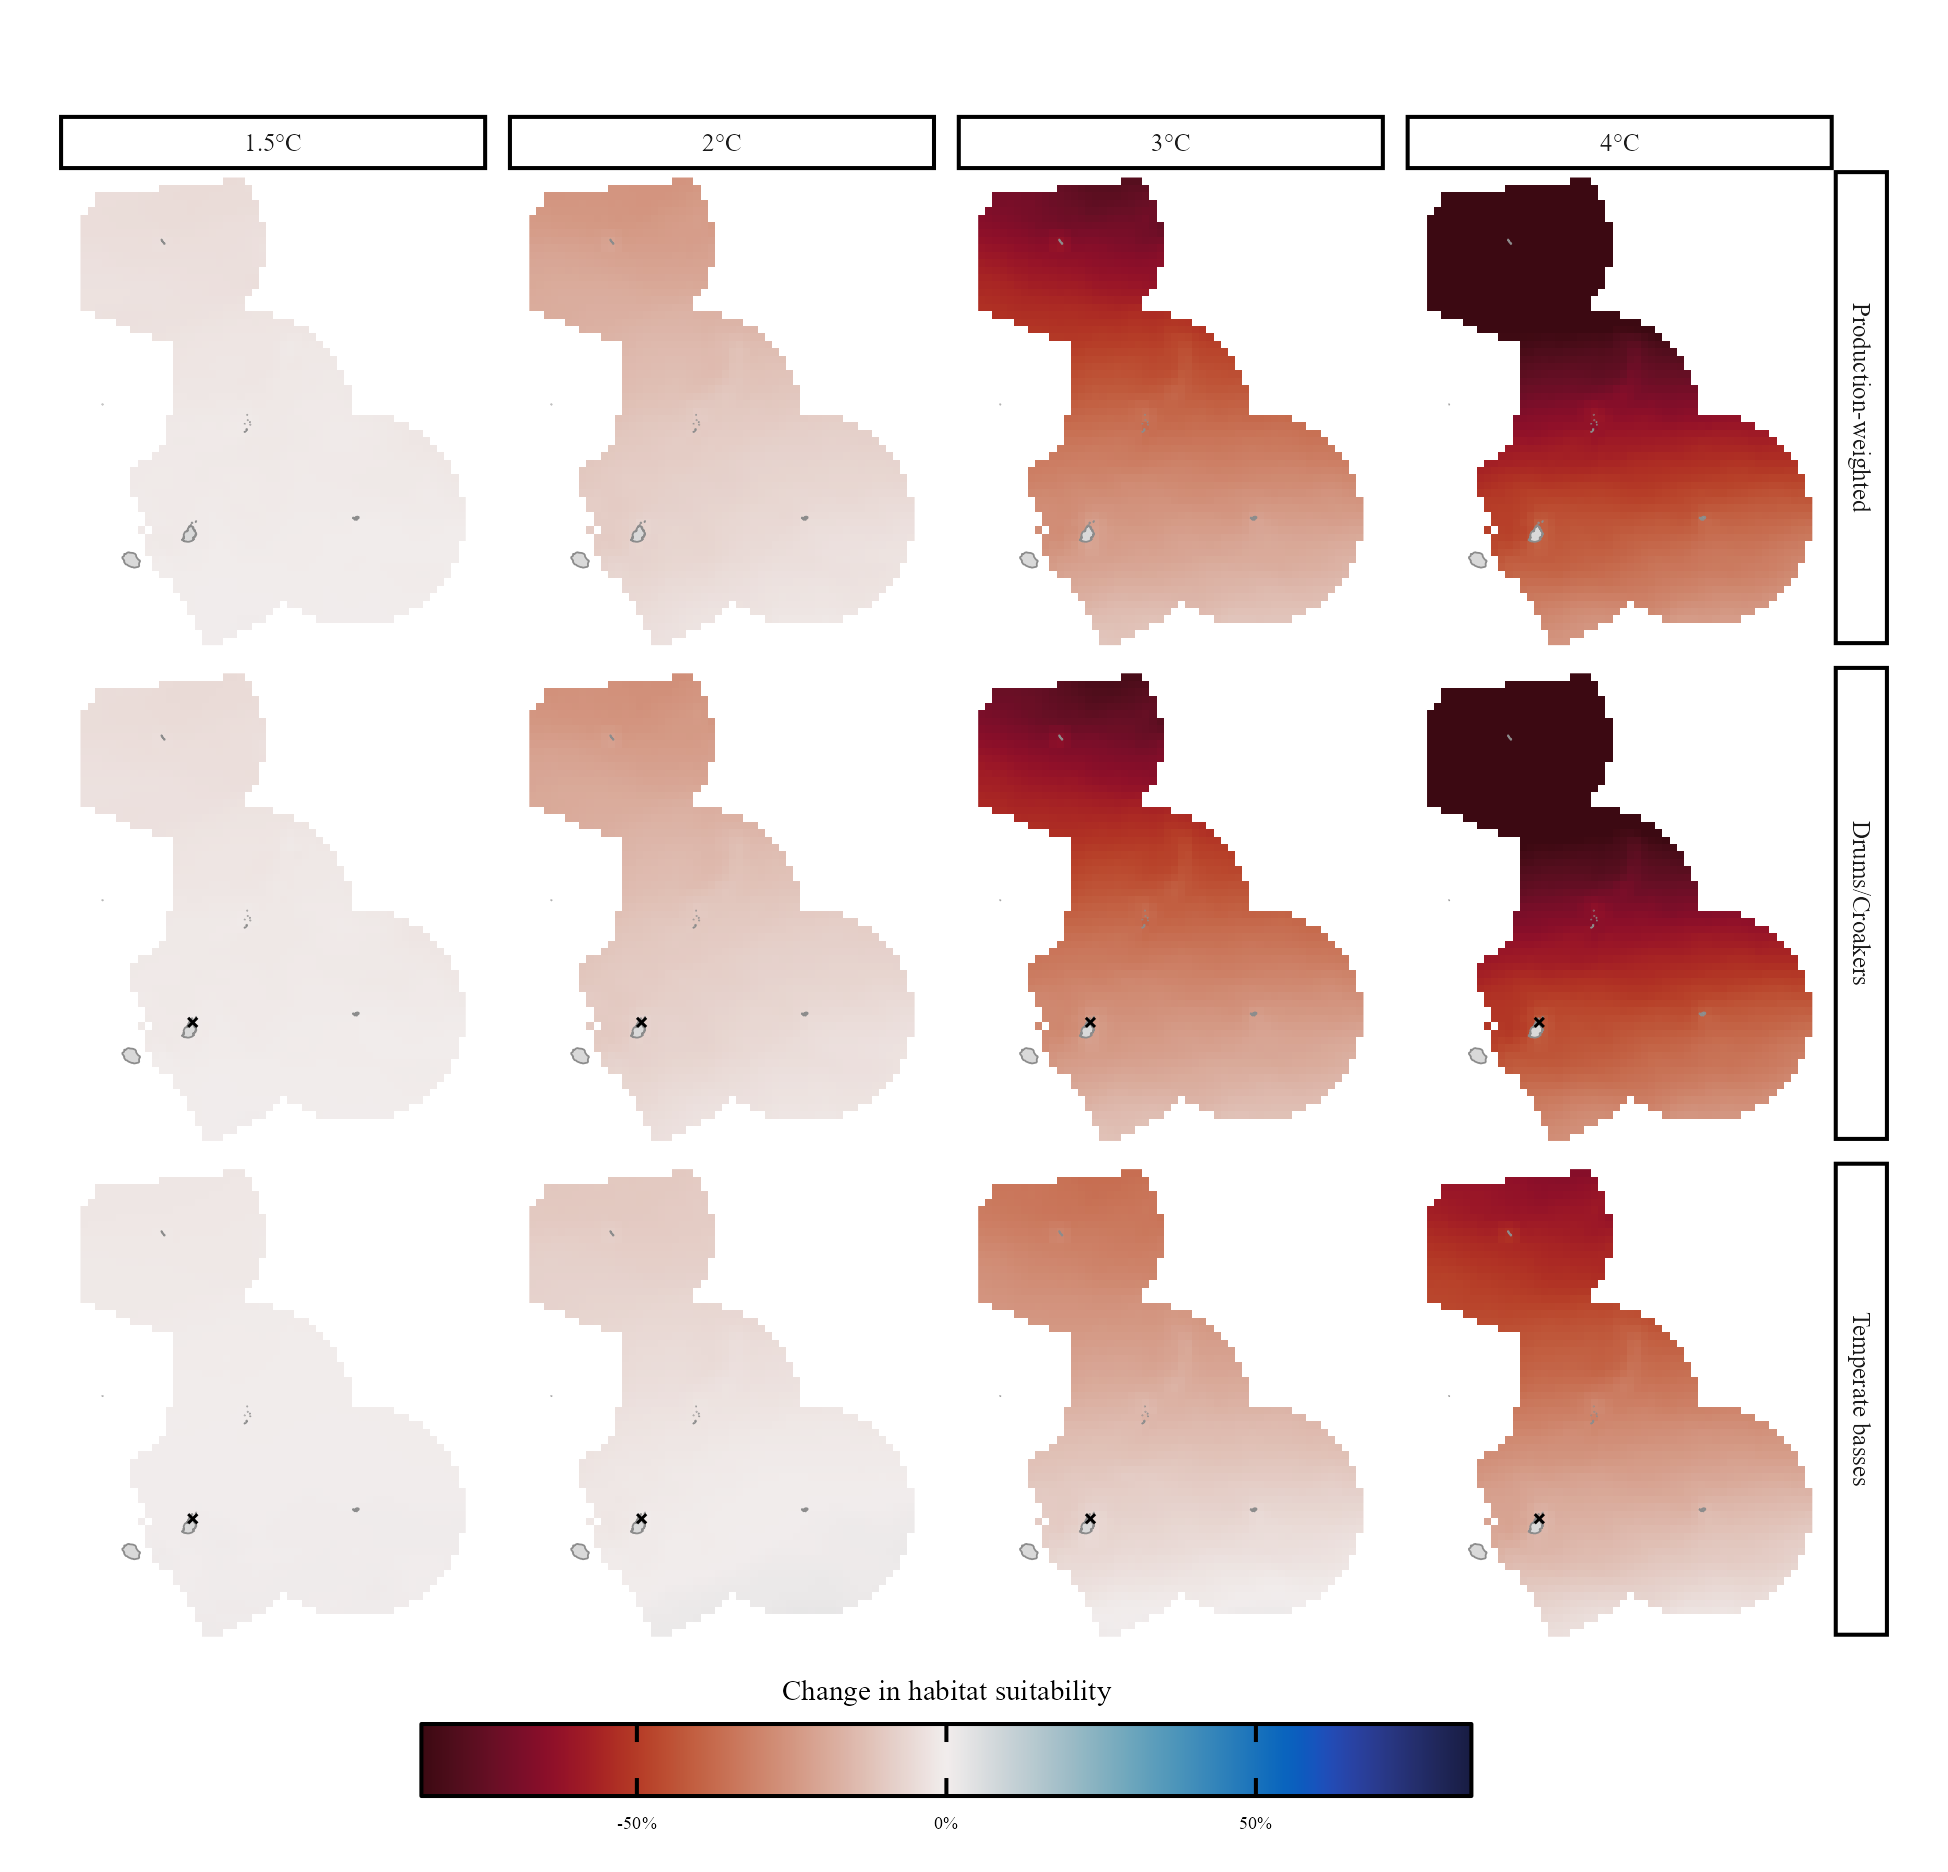 1.5°C
2°C
3°C
4°C
Production-weighted
Drums/Croakers
Temperate basses
Change in habitat suitability
-50%
0%
50%